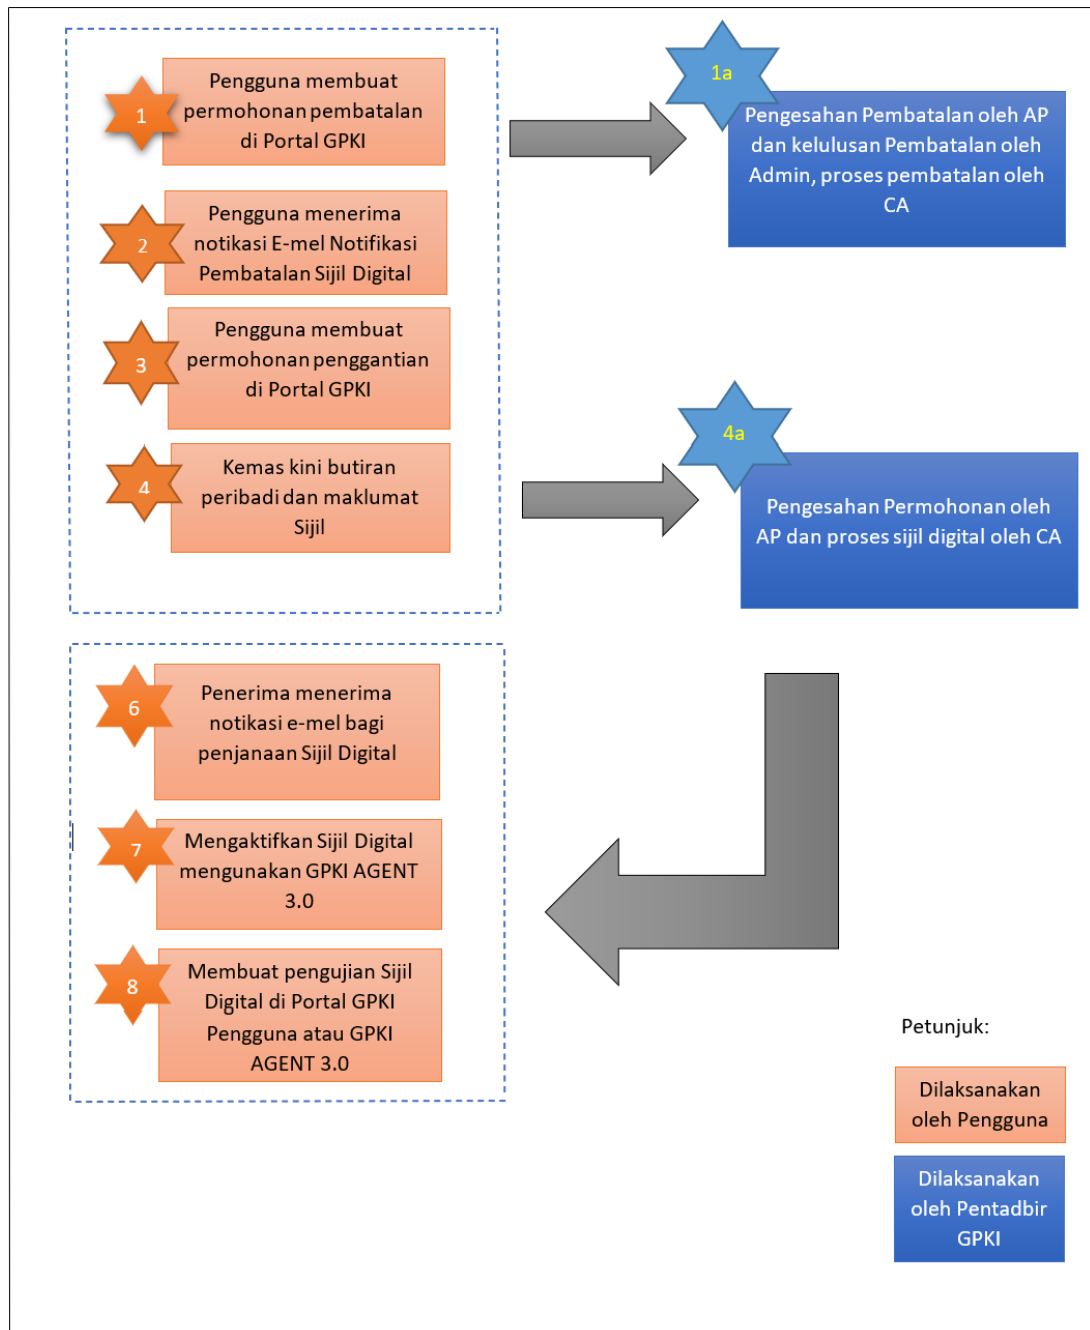 1
Pengguna membuat
permohonan pembatalan
di Portal GPKI
1a
Pengesahan Pembatalan oleh AP
dan kelulusan Pembatalan oleh
Admin, proses pembatalan oleh
CA
2
Pengguna menerima
notikasi E-mel Notifikasi
Pembatalan Sijil Digital
3
Pengguna membuat
permohonan penggantian
di Portal GPKI
4
Kemas kini butiran
peribadi dan maklumat
Sijil
4a
Pengesahan Permohonan oleh
AP dan proses sijil digital oleh CA
6
Penerima menerima
notikasi e-mel bagi
penjanaan Sijil Digital
7
Mengaktifkan Sijil Digital
mengunakan GPKI AGENT
3.0
8
Membuat pengujian Sijil
Digital di Portal GPKI
Pengguna atau GPKI
AGENT 3.0
Petunjuk:
Dilaksanakan
oleh Pengguna
Dilaksanakan
oleh Pentadbir
GPKI